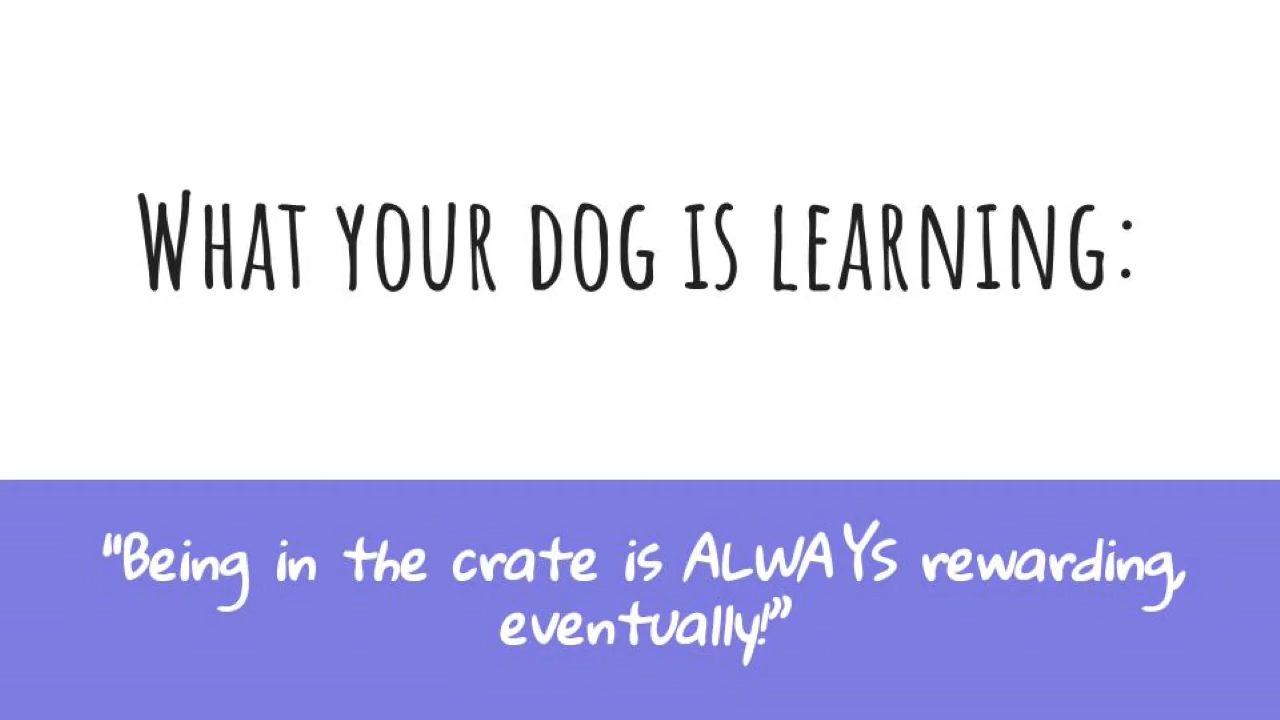 What your dog is learning:
"Being in the crate is ALWAYS rewarding,
eventually!"